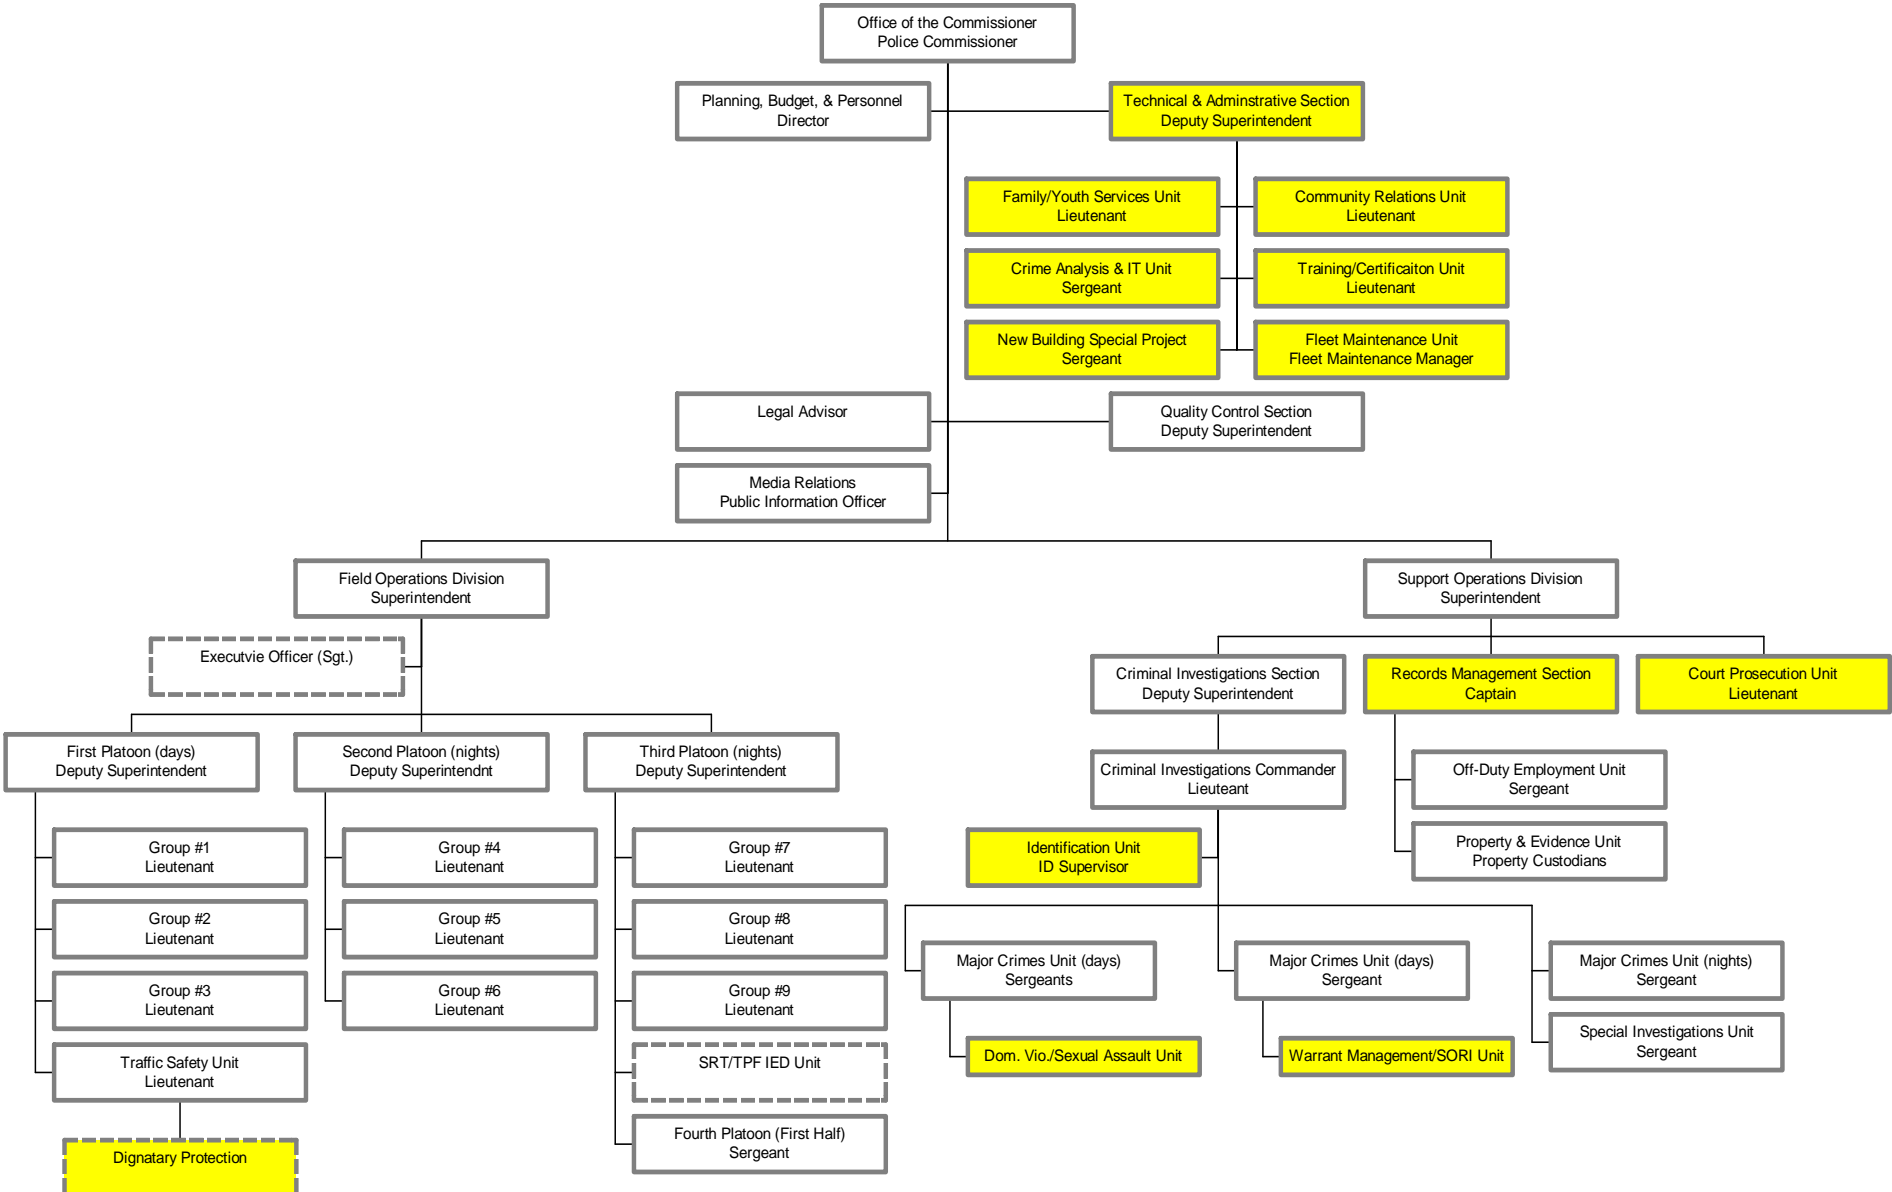 Office of the Commissioner
Police Commissioner
Planning, Budget, & Personnel
Director
Technical & Adminstrative Section
Deputy Superintendent
Family/Youth Services Unit
Lieutenant
Community Relations Unit
Lieutenant
Crime Analysis & IT Unit
Sergeant
Training/Certificaiton Unit
Lieutenant
New Building Special Project
Sergeant
Fleet Maintenance Unit
Fleet Maintenance Manager
Legal Advisor
Quality Control Section
Deputy Superintendent
Media Relations
Public Information Officer
Field Operations Division
Superintendent
Support Operations Division
Superintendent
Executvie Officer (Sgt.)
Criminal Investigations Section
Deputy Superintendent
Records Management Section
Captain
Court Prosecution Unit
Lieutenant
First Platoon (days)
Deputy Superintendent
Second Platoon (nights)
Deputy Superintendnt
Third Platoon (nights)
Deputy Superintendent
Criminal Investigations Commander
Lieuteant
Off-Duty Employment Unit
Sergeant
Property & Evidence Unit
Property Custodians
Group #1
Lieutenant
Group #4
Lieutenant
Group #7
Lieutenant
Identification Unit
ID Supervisor
Group #2
Lieutenant
Group #5
Lieutenant
Group #8
Lieutenant
Major Crimes Unit (days)
Sergeants
Major Crimes Unit (days)
Sergeant
Major Crimes Unit (nights)
Sergeant
Group #3
Lieutenant
Group #6
Lieutenant
Group #9
Lieutenant
Special Investigations Unit
Sergeant
Dom. Vio./Sexual Assault Unit
Warrant Management/SORI Unit
Traffic Safety Unit
Lieutenant
SRT/TPF IED Unit
Fourth Platoon (First Half)
Sergeant
Dignatary Protection